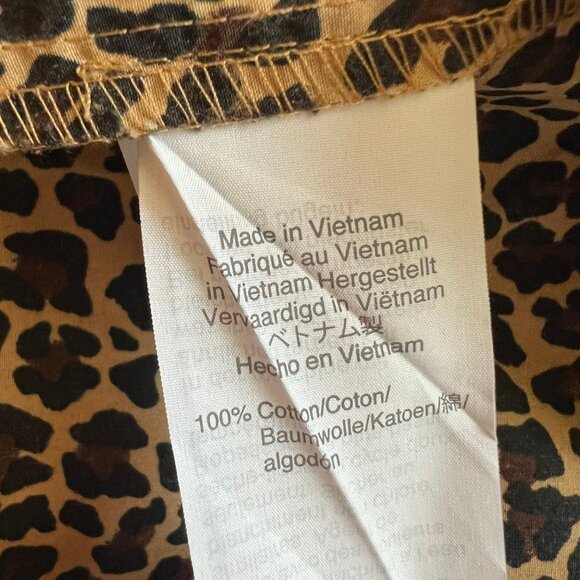 Made in Vietnam
Fabriqué au Vietnam
in Vietnam Hergestellt
Vervaardigd in Viëtnam
ベトナム製
Hecho en Vietnam
100% Cotton/Coton/
Baumwolle/Katoen/綿/
algodón